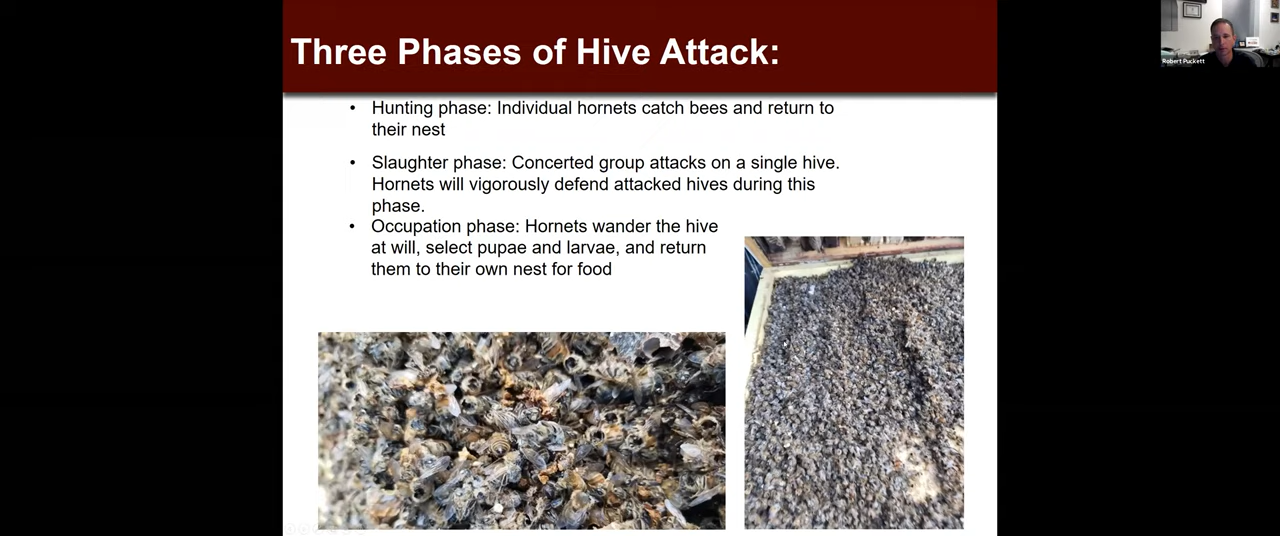 Three Phases of Hive Attack:
Robert Puckett
• Hunting phase: Individual hornets catch bees and return to
their nest
• Slaughter phase: Concerted group attacks on a single hive.
Hornets will vigorously defend attacked hives during this
phase.
• Occupation phase: Hornets wander the hive
at will, select pupae and larvae, and return
them to their own nest for food